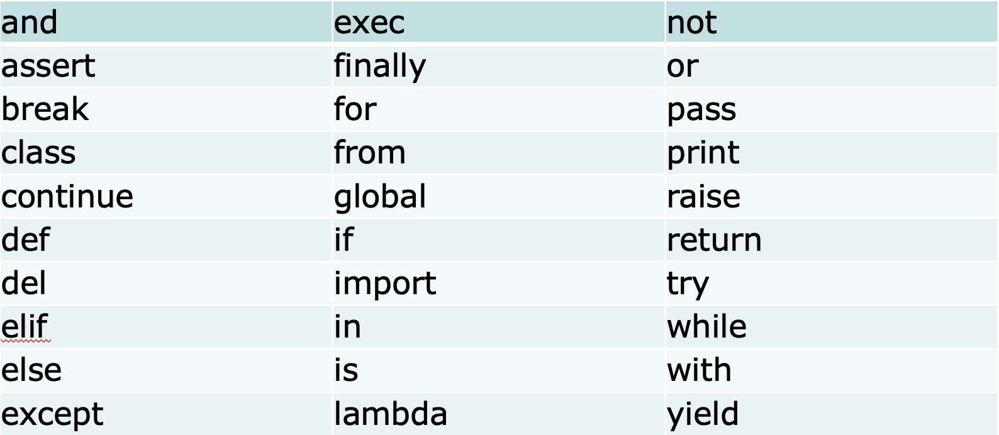 and exec not
assert finally or
break for pass
class from print
continue global raise
def if return
del import try
elif in while
else is with
except lambda yield